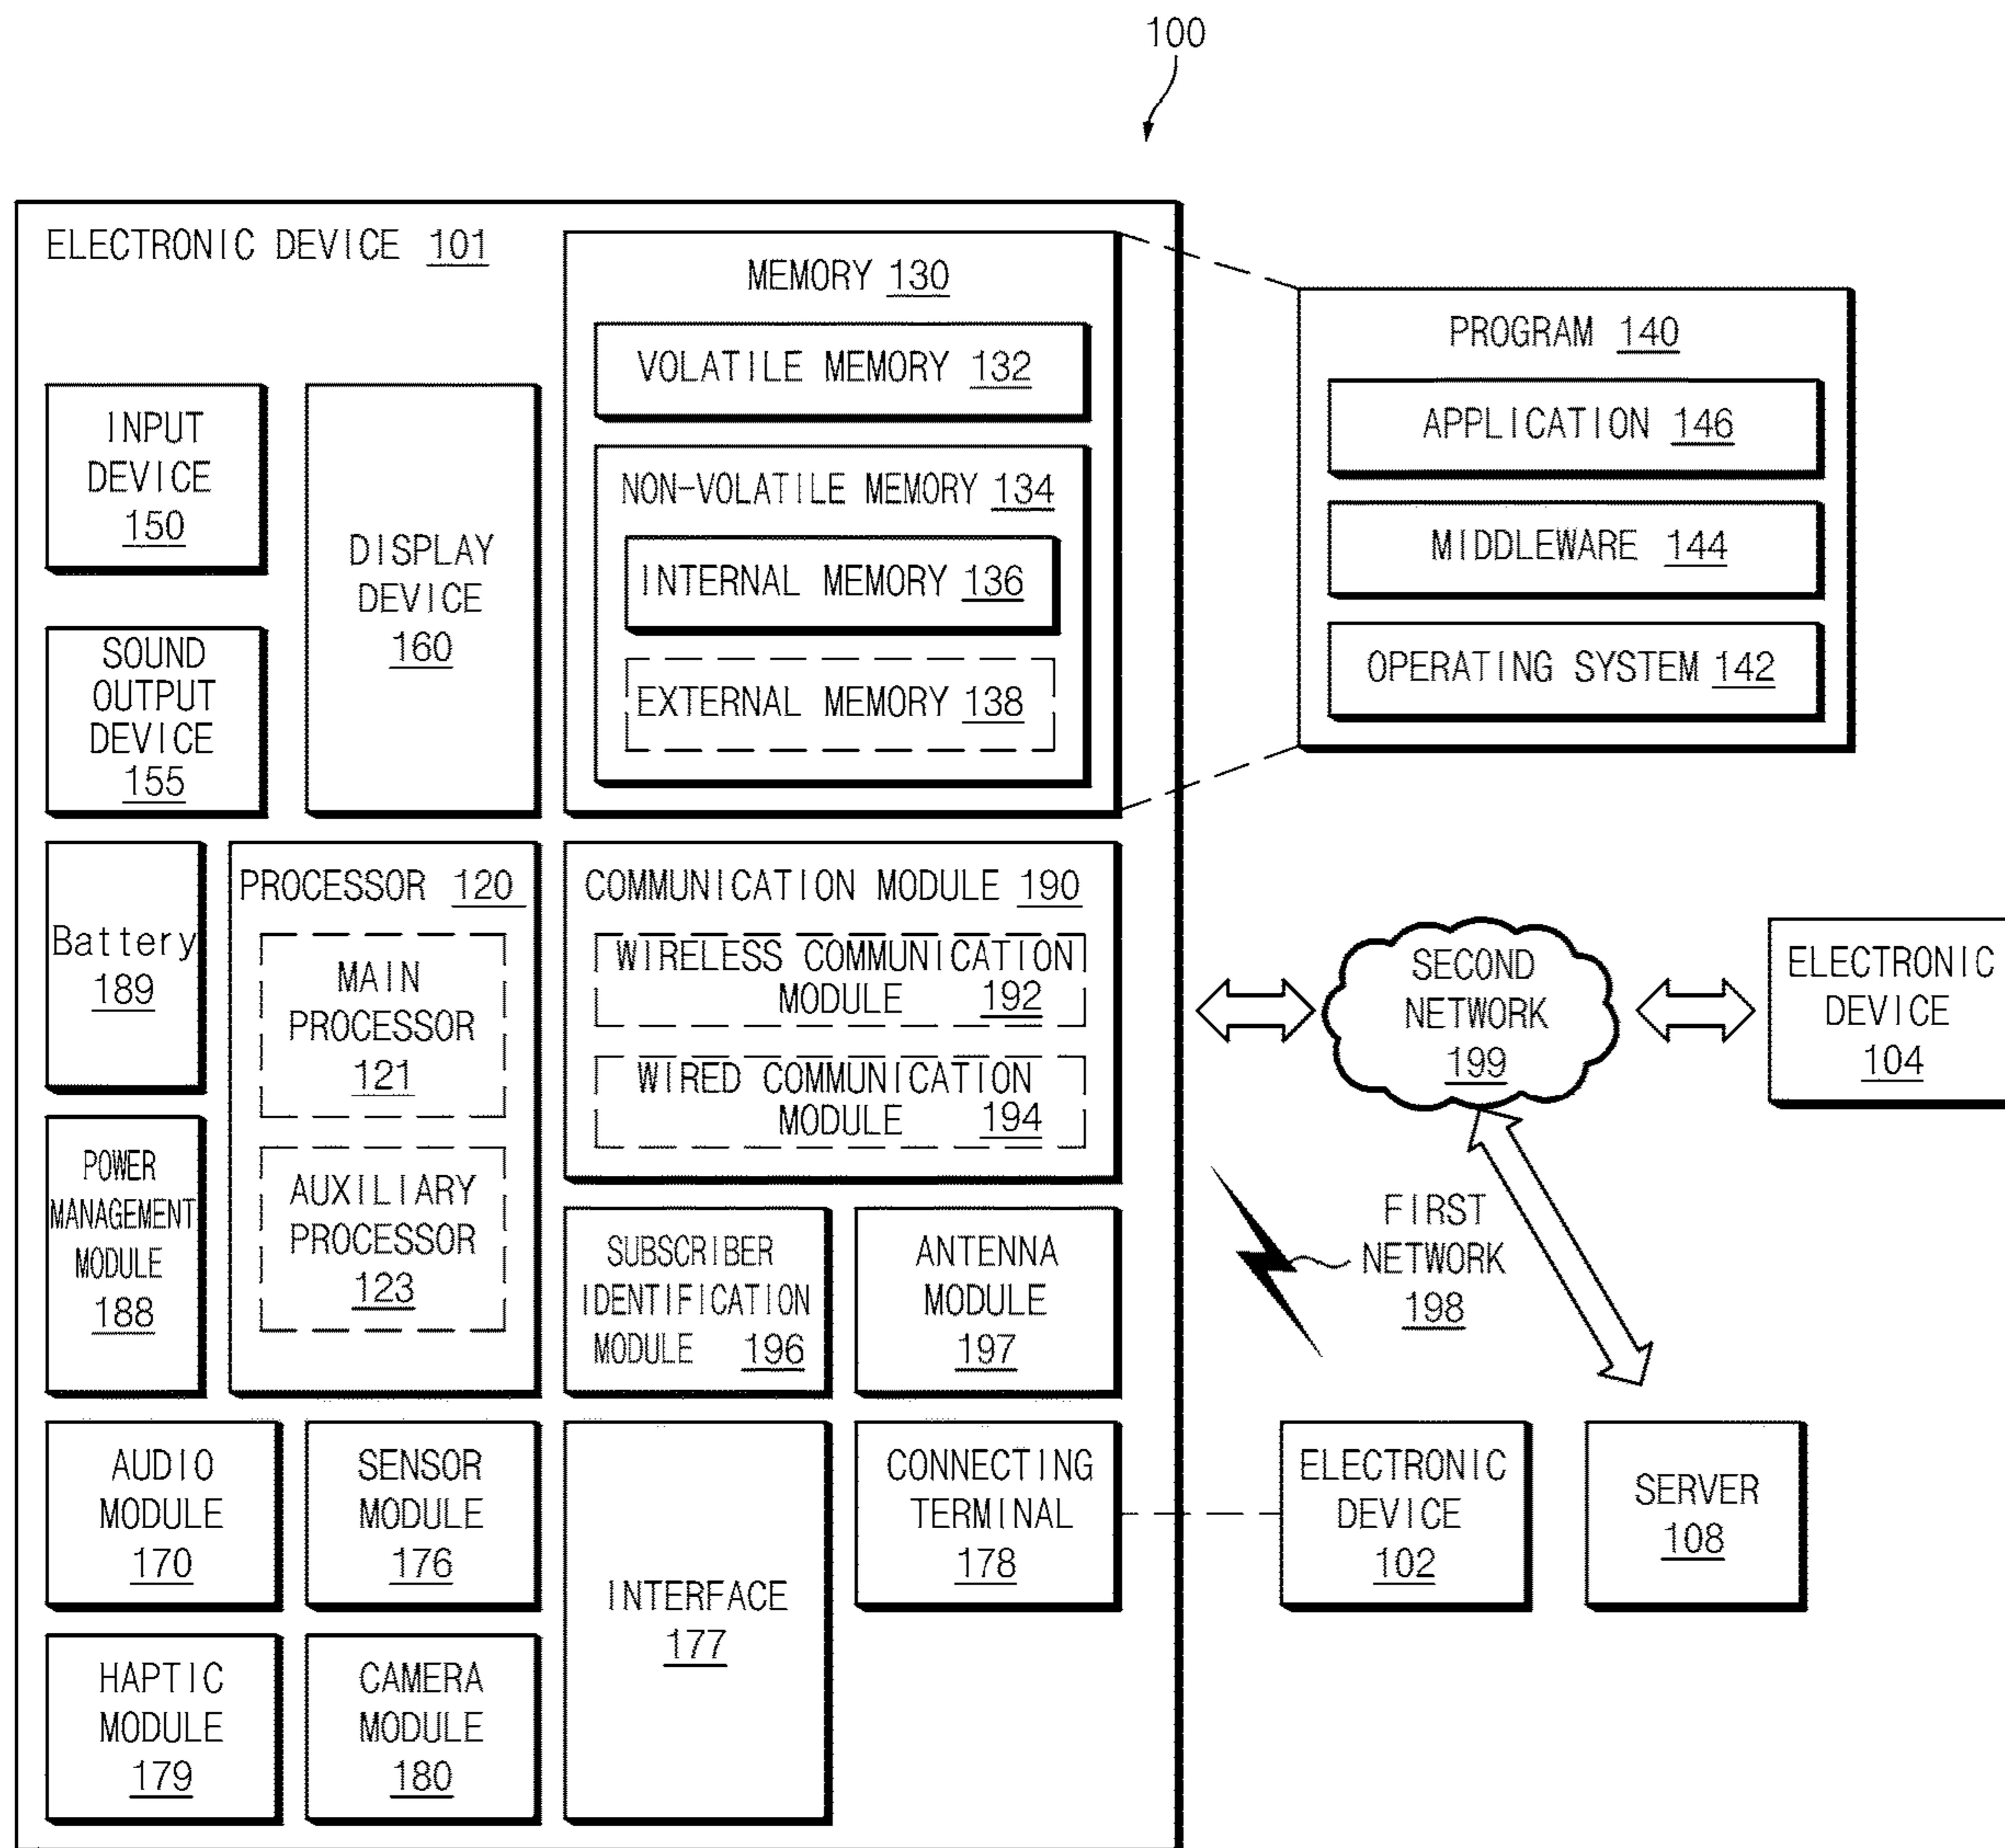 100
ELECTRONIC DEVICE 101
MEMORY 130
VOLATILE MEMORY 132
NON-VOLATILE MEMORY 134
INTERNAL MEMORY 136
EXTERNAL MEMORY 138
PROGRAM 140
APPLICATION 146
MIDDLEWARE 144
OPERATING SYSTEM 142
INPUT
DEVICE
150
SOUND
OUTPUT
DEVICE
155
DISPLAY
DEVICE
160
Battery
189
POWER
MANAGEMENT
MODULE
188
PROCESSOR 120
MAIN
PROCESSOR
121
AUXILIARY
PROCESSOR
123
COMMUNICATION MODULE 190
WIRELESS COMMUNICATION
MODULE 192
WIRED COMMUNICATION
MODULE 194
SUBSCRIBER
IDENTIFICATION
MODULE 196
ANTENNA
MODULE
197
SECOND
NETWORK
199
ELECTRONIC
DEVICE
104
FIRST
NETWORK
198
AUDIO
MODULE
170
SENSOR
MODULE
176
INTERFACE
177
CONNECTING
TERMINAL
178
ELECTRONIC
DEVICE
102
SERVER
108
HAPTIC
MODULE
179
CAMERA
MODULE
180